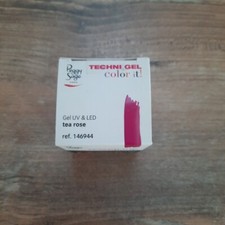 Peggy
Sage
TECHNI GEL
color it!
Gel UV & LED
tea rose
ref. 146944